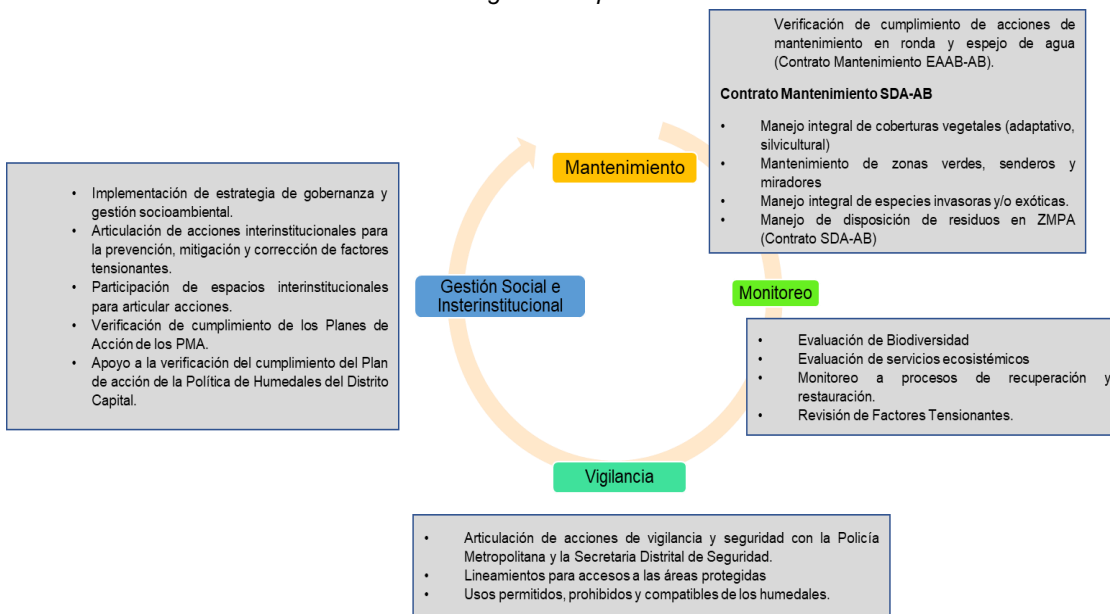 Verificación de cumplimiento de acciones de
mantenimiento en ronda y espejo de agua
(Contrato Mantenimiento EAAB-AB).
Contrato Mantenimiento SDA-AB
• Manejo integral de coberturas vegetales (adaptativo,
silvicultural)
• Mantenimiento de zonas verdes, senderos y
miradores
• Manejo integral de especies invasoras y/o exóticas.
• Manejo de disposición de residuos en ZMPA
(Contrato SDA-AB)
Mantenimiento
• Implementación de estrategia de gobernanza y
gestión socioambiental.
• Articulación de acciones interinstitucionales para
la prevención, mitigación y corrección de factores
tensionantes.
• Participación de espacios interinstitucionales
para articular acciones.
• Verificación de cumplimiento de los Planes de
Acción de los PMA.
• Apoyo a la verificación del cumplimiento del Plan
de acción de la Política de Humedales del Distrito
Capital.
Gestión Social e
Insterinstitucional
Monitoreo
• Evaluación de Biodiversidad
• Evaluación de servicios ecosistémicos
• Monitoreo a procesos de recuperación y
restauración.
• Revisión de Factores Tensionantes.
Vigilancia
• Articulación de acciones de vigilancia y seguridad con la Policía
Metropolitana y la Secretaria Distrital de Seguridad.
• Lineamientos para accesos a las áreas protegidas
• Usos permitidos, prohibidos y compatibles de los humedales.